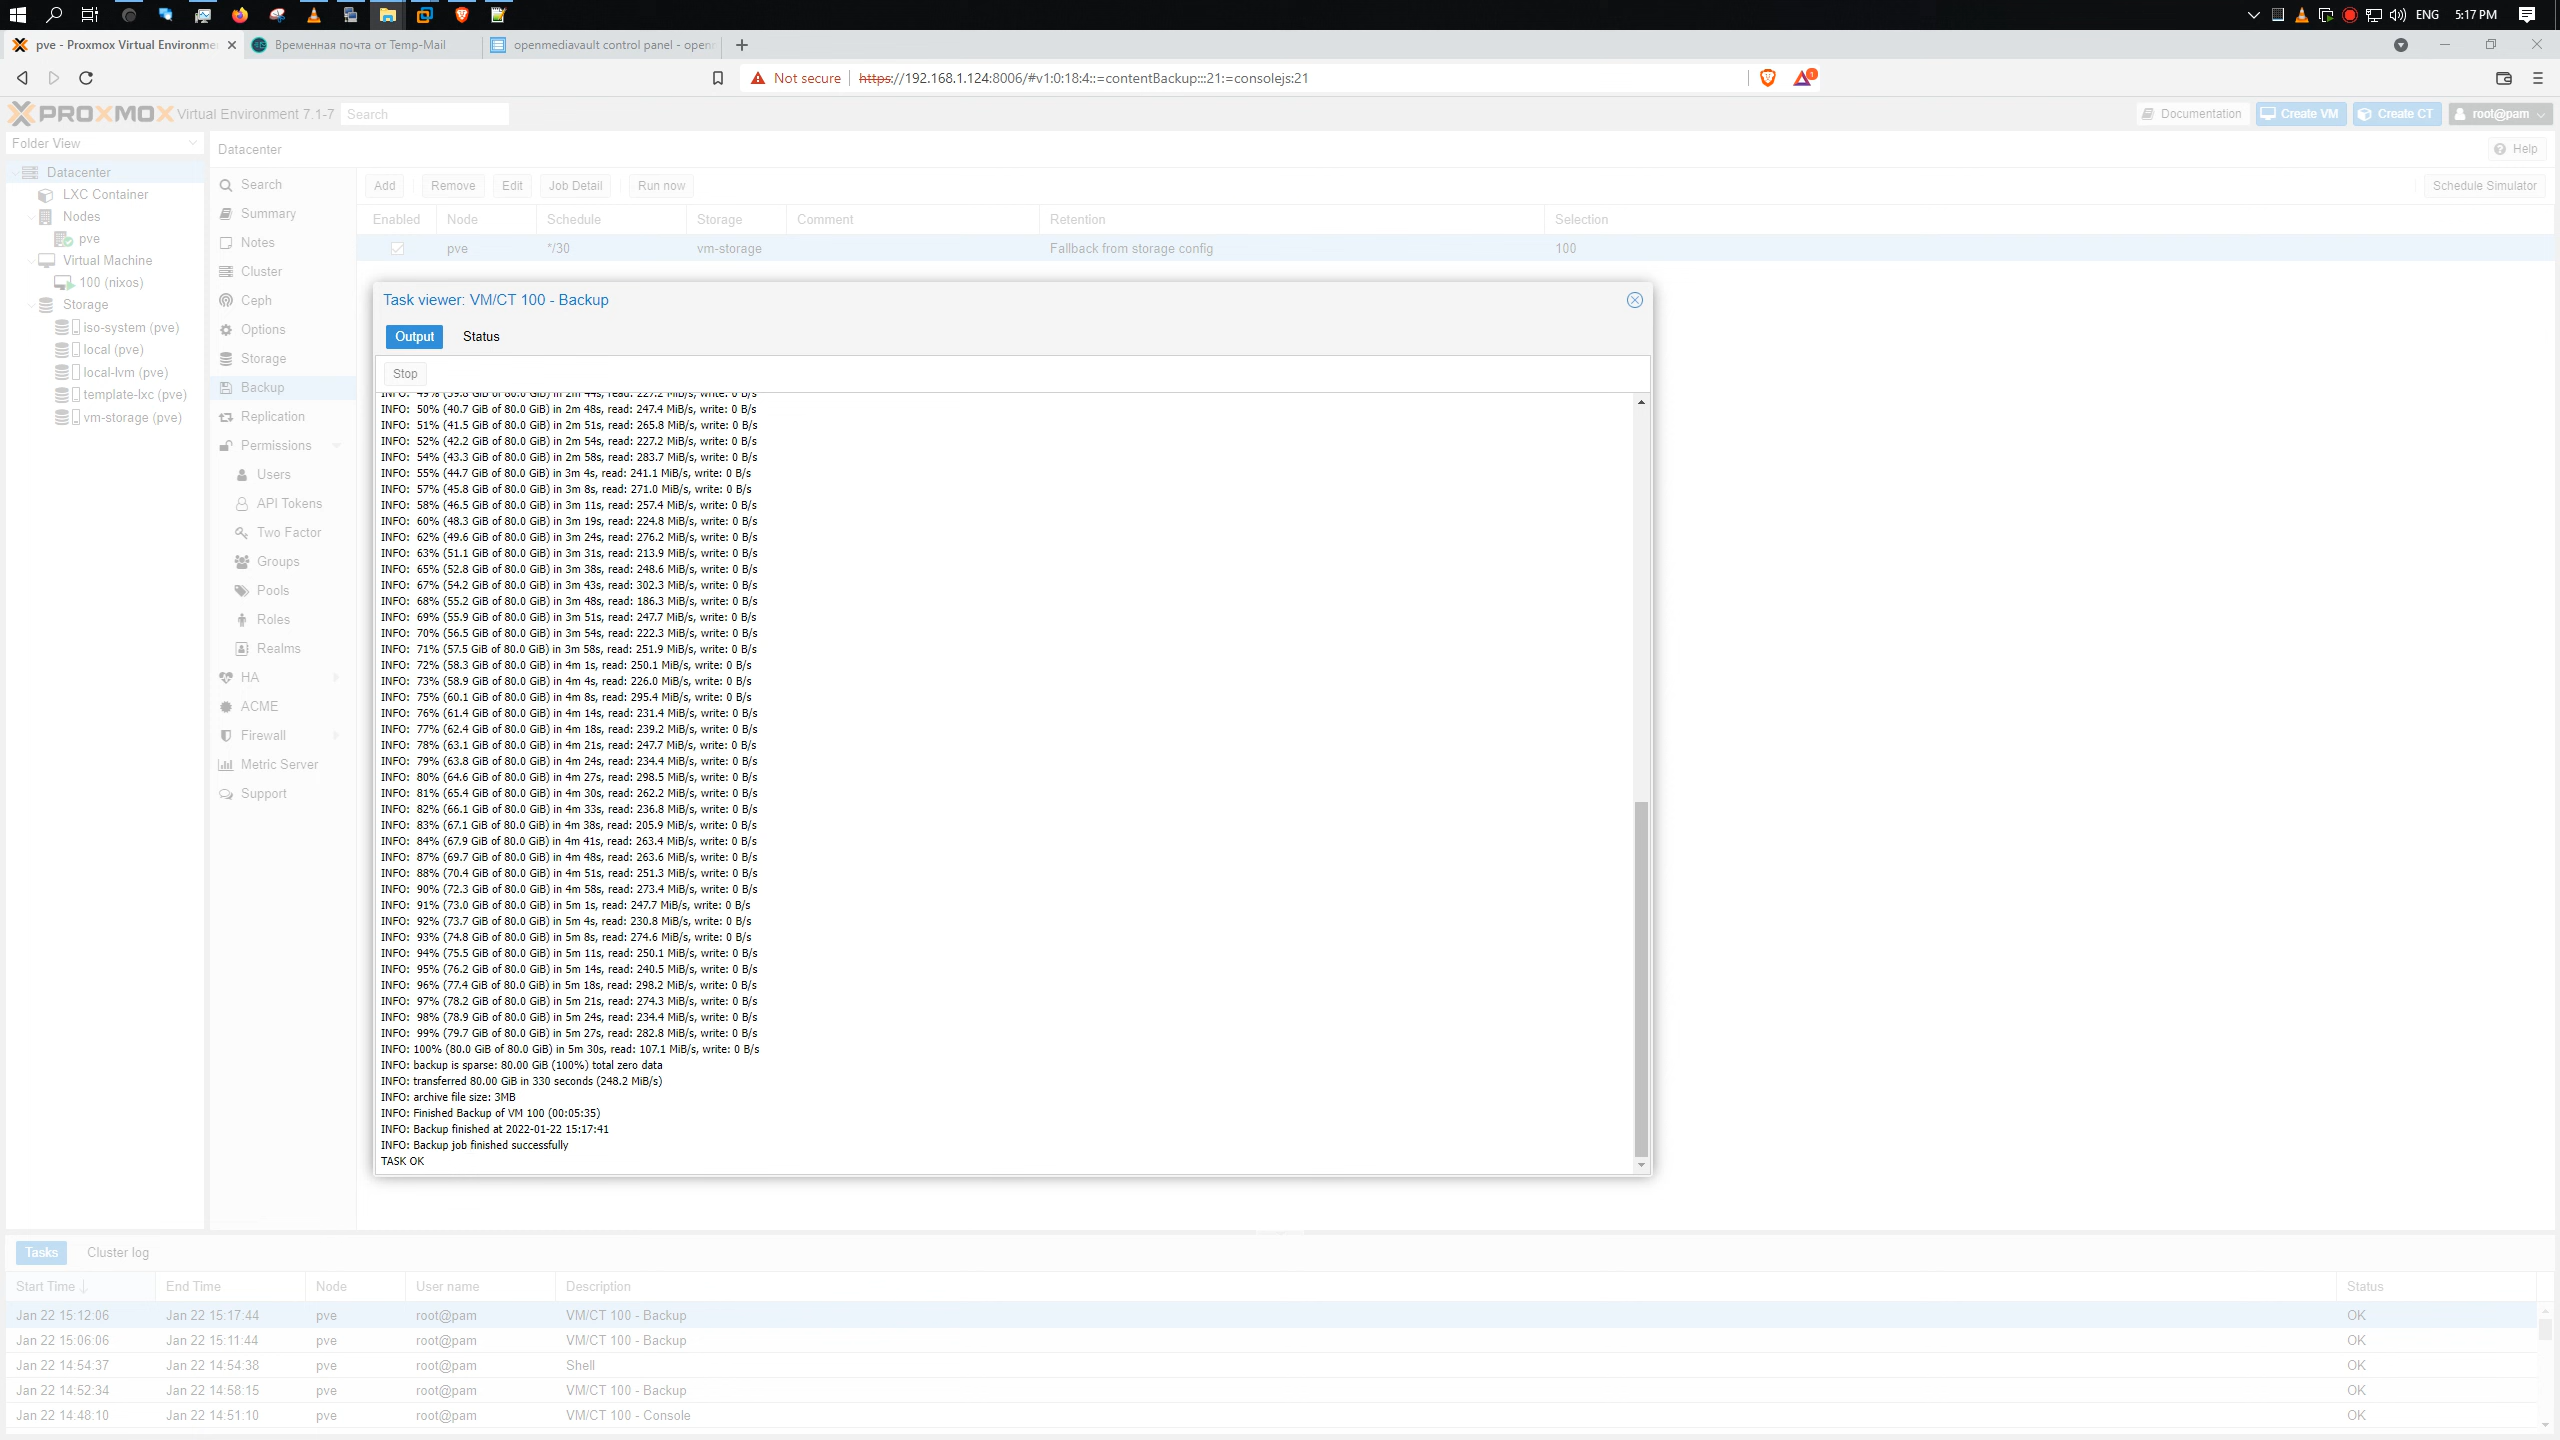 ENG 5:17 PM
pve - Proxmox Virtual Environme
Временная почта от Temp-Mail
openmediavault control panel - open
Not secure https://192.168.1.124:8006/#v1:0:18:4::=contentBackup:::21:=consolejs:21
1
PROXMOX Virtual Environment 7.1-7 Search
Documentation Create VM Create CT root@pam
Folder View
Datacenter
LXC Container
Nodes
pve
Virtual Machine
100 (nixos)
Storage
iso-system (pve)
local (pve)
local-lvm (pve)
template-lxc (pve)
vm-storage (pve)
Datacenter
Help
Search
Summary
Notes
Cluster
Ceph
Options
Storage
Backup
Replication
Permissions
Users
API Tokens
Two Factor
Groups
Pools
Roles
Realms
HA
ACME
Firewall
Metric Server
Support
Add Remove Edit Job Detail Run now Schedule Simulator
Enabled Node Schedule Storage Comment Retention Selection
pve */30 vm-storage Fallback from storage config 100
Task viewer: VM/CT 100 - Backup
Output Status
Stop
INFO: 49% (39.8 GiB of 80.0 GiB) in 2m 44s, read: 227.2 MiB/s, write: 0 B/s
INFO: 50% (40.7 GiB of 80.0 GiB) in 2m 48s, read: 247.4 MiB/s, write: 0 B/s
INFO: 51% (41.5 GiB of 80.0 GiB) in 2m 51s, read: 265.8 MiB/s, write: 0 B/s
INFO: 52% (42.2 GiB of 80.0 GiB) in 2m 54s, read: 227.2 MiB/s, write: 0 B/s
INFO: 54% (43.3 GiB of 80.0 GiB) in 2m 58s, read: 283.7 MiB/s, write: 0 B/s
INFO: 55% (44.7 GiB of 80.0 GiB) in 3m 4s, read: 241.1 MiB/s, write: 0 B/s
INFO: 57% (45.8 GiB of 80.0 GiB) in 3m 8s, read: 271.0 MiB/s, write: 0 B/s
INFO: 58% (46.5 GiB of 80.0 GiB) in 3m 11s, read: 257.4 MiB/s, write: 0 B/s
INFO: 60% (48.3 GiB of 80.0 GiB) in 3m 19s, read: 224.8 MiB/s, write: 0 B/s
INFO: 62% (49.6 GiB of 80.0 GiB) in 3m 24s, read: 276.2 MiB/s, write: 0 B/s
INFO: 63% (51.1 GiB of 80.0 GiB) in 3m 31s, read: 213.9 MiB/s, write: 0 B/s
INFO: 65% (52.8 GiB of 80.0 GiB) in 3m 38s, read: 248.6 MiB/s, write: 0 B/s
INFO: 67% (54.2 GiB of 80.0 GiB) in 3m 43s, read: 302.3 MiB/s, write: 0 B/s
INFO: 68% (55.2 GiB of 80.0 GiB) in 3m 48s, read: 186.3 MiB/s, write: 0 B/s
INFO: 69% (55.9 GiB of 80.0 GiB) in 3m 51s, read: 247.7 MiB/s, write: 0 B/s
INFO: 70% (56.5 GiB of 80.0 GiB) in 3m 54s, read: 222.3 MiB/s, write: 0 B/s
INFO: 71% (57.5 GiB of 80.0 GiB) in 3m 58s, read: 251.9 MiB/s, write: 0 B/s
INFO: 72% (58.3 GiB of 80.0 GiB) in 4m 1s, read: 250.1 MiB/s, write: 0 B/s
INFO: 73% (58.9 GiB of 80.0 GiB) in 4m 4s, read: 226.0 MiB/s, write: 0 B/s
INFO: 75% (60.1 GiB of 80.0 GiB) in 4m 8s, read: 295.4 MiB/s, write: 0 B/s
INFO: 76% (61.4 GiB of 80.0 GiB) in 4m 14s, read: 231.4 MiB/s, write: 0 B/s
INFO: 77% (62.4 GiB of 80.0 GiB) in 4m 18s, read: 239.2 MiB/s, write: 0 B/s
INFO: 78% (63.1 GiB of 80.0 GiB) in 4m 21s, read: 247.7 MiB/s, write: 0 B/s
INFO: 79% (63.8 GiB of 80.0 GiB) in 4m 24s, read: 234.4 MiB/s, write: 0 B/s
INFO: 80% (64.6 GiB of 80.0 GiB) in 4m 27s, read: 298.5 MiB/s, write: 0 B/s
INFO: 81% (65.4 GiB of 80.0 GiB) in 4m 30s, read: 262.2 MiB/s, write: 0 B/s
INFO: 82% (66.1 GiB of 80.0 GiB) in 4m 33s, read: 236.8 MiB/s, write: 0 B/s
INFO: 83% (67.1 GiB of 80.0 GiB) in 4m 38s, read: 205.9 MiB/s, write: 0 B/s
INFO: 84% (67.9 GiB of 80.0 GiB) in 4m 41s, read: 263.4 MiB/s, write: 0 B/s
INFO: 87% (69.7 GiB of 80.0 GiB) in 4m 48s, read: 263.6 MiB/s, write: 0 B/s
INFO: 88% (70.4 GiB of 80.0 GiB) in 4m 51s, read: 251.3 MiB/s, write: 0 B/s
INFO: 90% (72.3 GiB of 80.0 GiB) in 4m 58s, read: 273.4 MiB/s, write: 0 B/s
INFO: 91% (73.0 GiB of 80.0 GiB) in 5m 1s, read: 247.7 MiB/s, write: 0 B/s
INFO: 92% (73.7 GiB of 80.0 GiB) in 5m 4s, read: 230.8 MiB/s, write: 0 B/s
INFO: 93% (74.8 GiB of 80.0 GiB) in 5m 8s, read: 274.6 MiB/s, write: 0 B/s
INFO: 94% (75.5 GiB of 80.0 GiB) in 5m 11s, read: 250.1 MiB/s, write: 0 B/s
INFO: 95% (76.2 GiB of 80.0 GiB) in 5m 14s, read: 240.5 MiB/s, write: 0 B/s
INFO: 96% (77.4 GiB of 80.0 GiB) in 5m 18s, read: 298.2 MiB/s, write: 0 B/s
INFO: 97% (78.2 GiB of 80.0 GiB) in 5m 21s, read: 274.3 MiB/s, write: 0 B/s
INFO: 98% (78.9 GiB of 80.0 GiB) in 5m 24s, read: 234.4 MiB/s, write: 0 B/s
INFO: 99% (79.7 GiB of 80.0 GiB) in 5m 27s, read: 282.8 MiB/s, write: 0 B/s
INFO: 100% (80.0 GiB of 80.0 GiB) in 5m 30s, read: 107.1 MiB/s, write: 0 B/s
INFO: backup is sparse: 80.00 GiB (100%) total zero data
INFO: transferred 80.00 GiB in 330 seconds (248.2 MiB/s)
INFO: archive file size: 3MB
INFO: Finished Backup of VM 100 (00:05:35)
INFO: Backup finished at 2022-01-22 15:17:41
INFO: Backup job finished successfully
TASK OK
Tasks Cluster log
Start Time End Time Node User name Description Status
Jan 22 15:12:06 Jan 22 15:17:44 pve root@pam VM/CT 100 - Backup OK
Jan 22 15:06:06 Jan 22 15:11:44 pve root@pam VM/CT 100 - Backup OK
Jan 22 14:54:37 Jan 22 14:54:38 pve root@pam Shell OK
Jan 22 14:52:34 Jan 22 14:58:15 pve root@pam VM/CT 100 - Backup OK
Jan 22 14:48:10 Jan 22 14:51:10 pve root@pam VM/CT 100 - Console OK